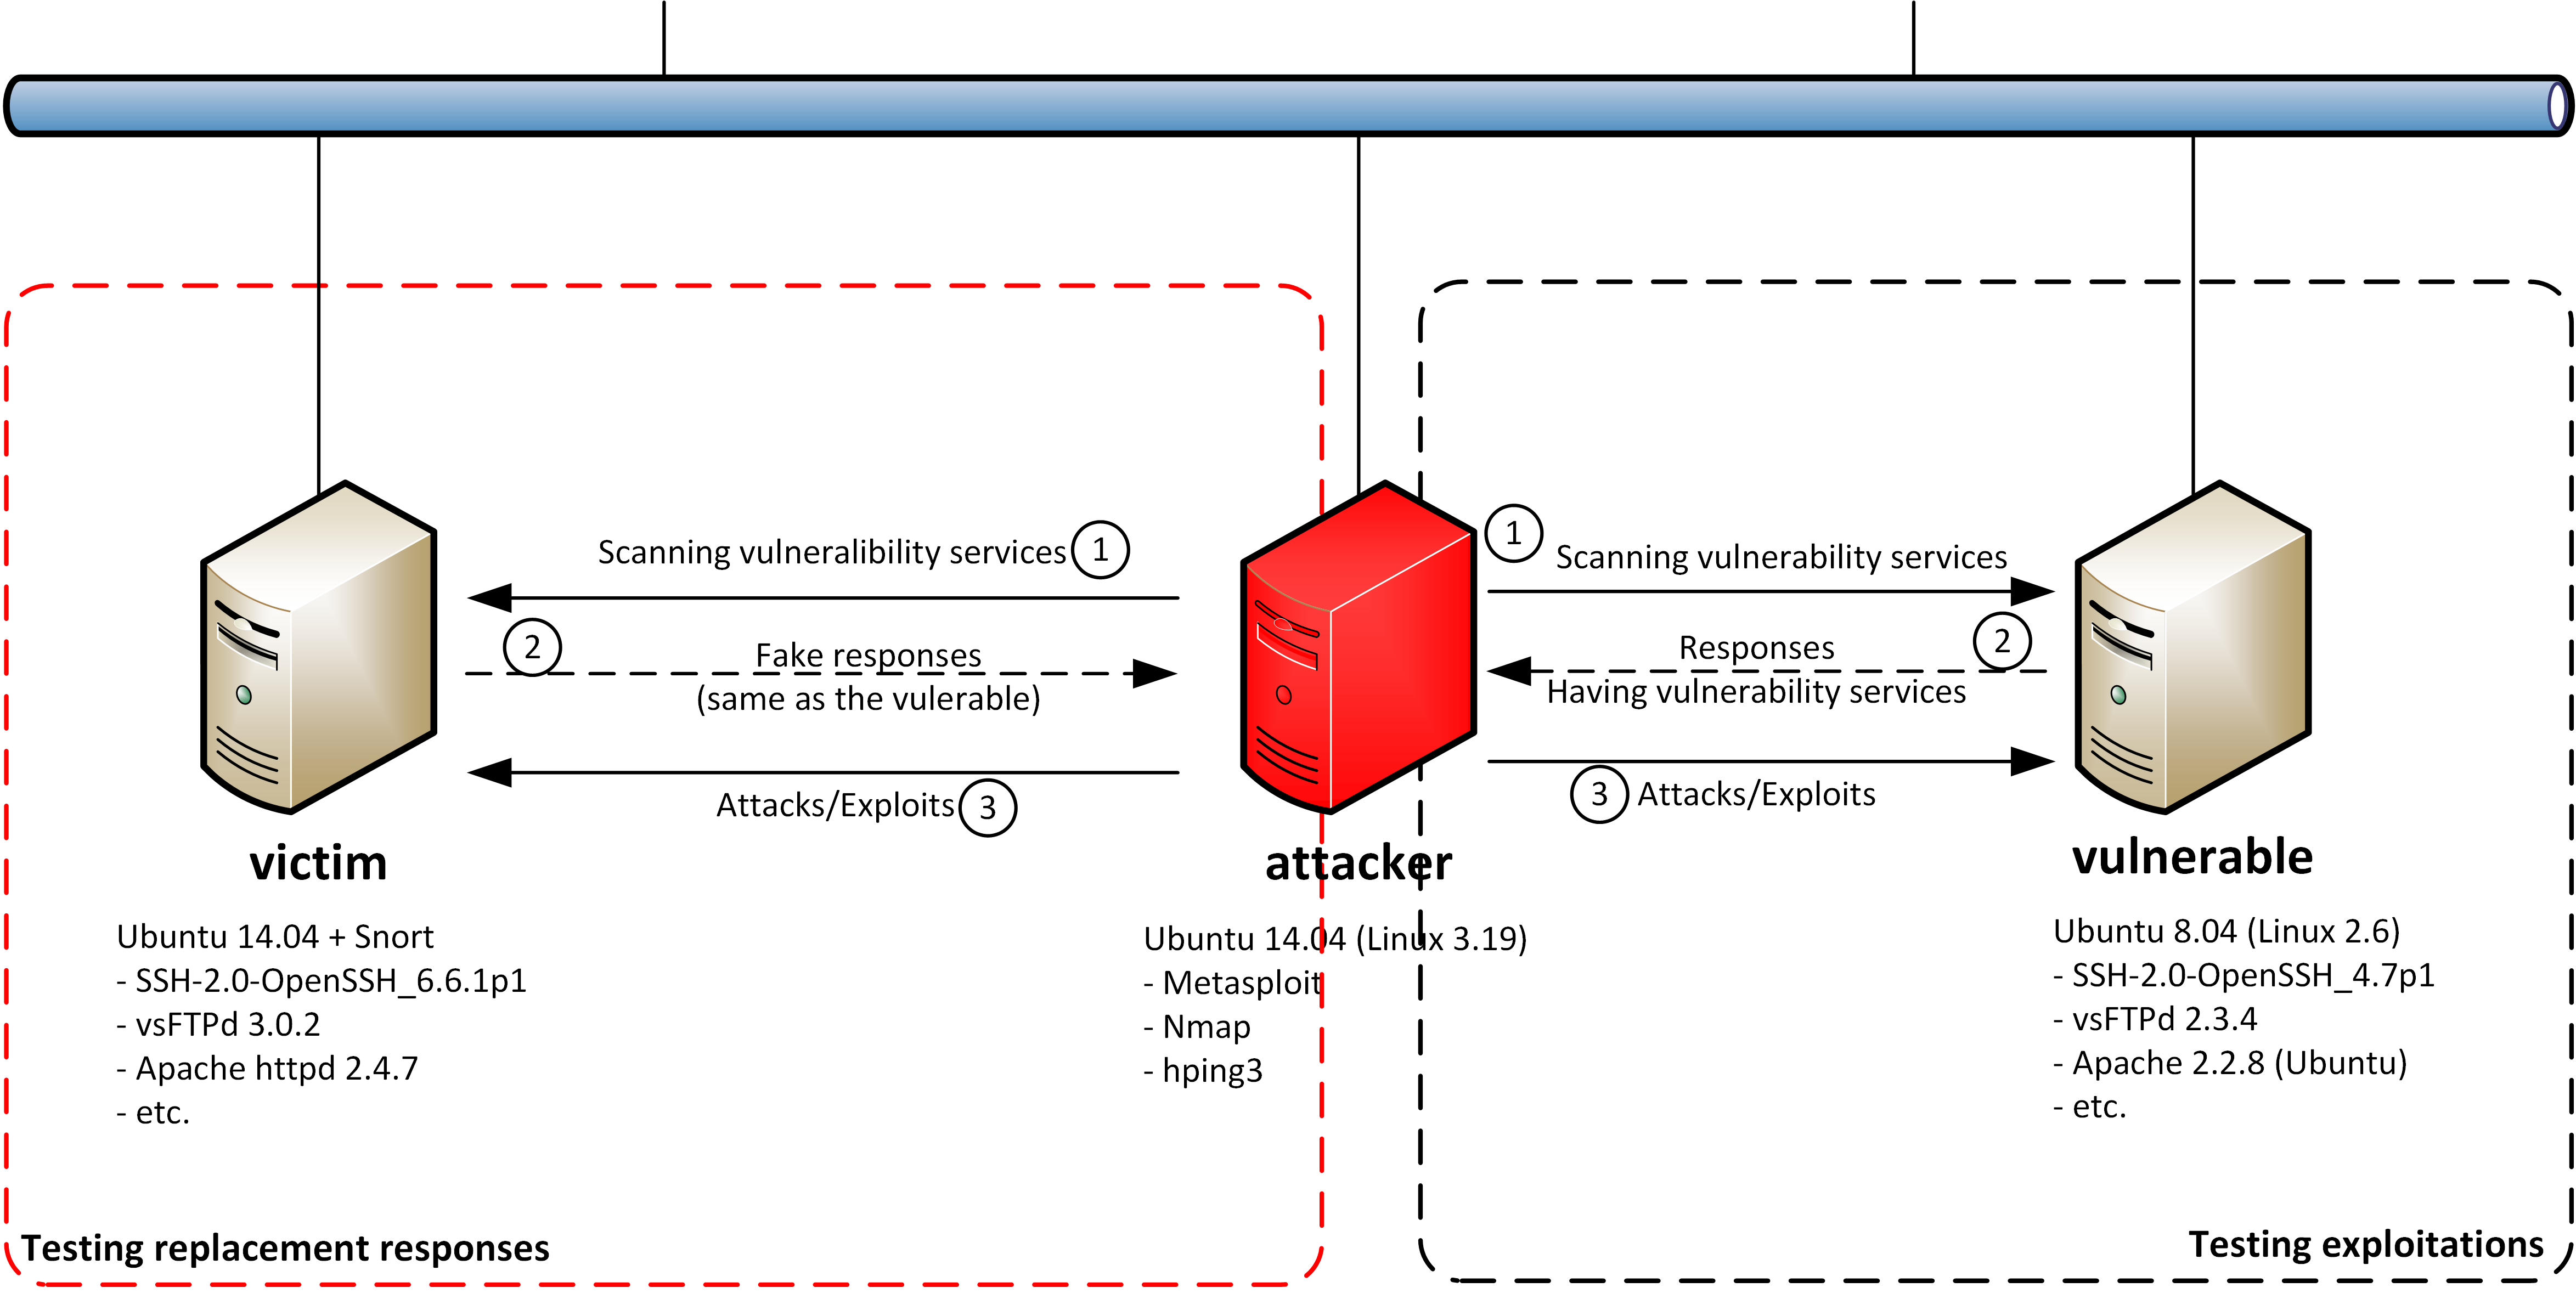 Scanning vulneralibility services 1
2
Fake responses
(same as the vulerable)
Attacks/Exploits 3
1
Scanning vulnerability services
2
Responses
Having vulnerability services
3 Attacks/Exploits
victim
Ubuntu 14.04 + Snort
- SSH-2.0-OpenSSH_6.6.1p1
- vsFTPd 3.0.2
- Apache httpd 2.4.7
- etc.
attacker
Ubuntu 14.04 (Linux 3.19)
- Metasploit
- Nmap
- hping3
vulnerable
Ubuntu 8.04 (Linux 2.6)
- SSH-2.0-OpenSSH_4.7p1
- vsFTPd 2.3.4
- Apache 2.2.8 (Ubuntu)
- etc.
Testing replacement responses
Testing exploitations